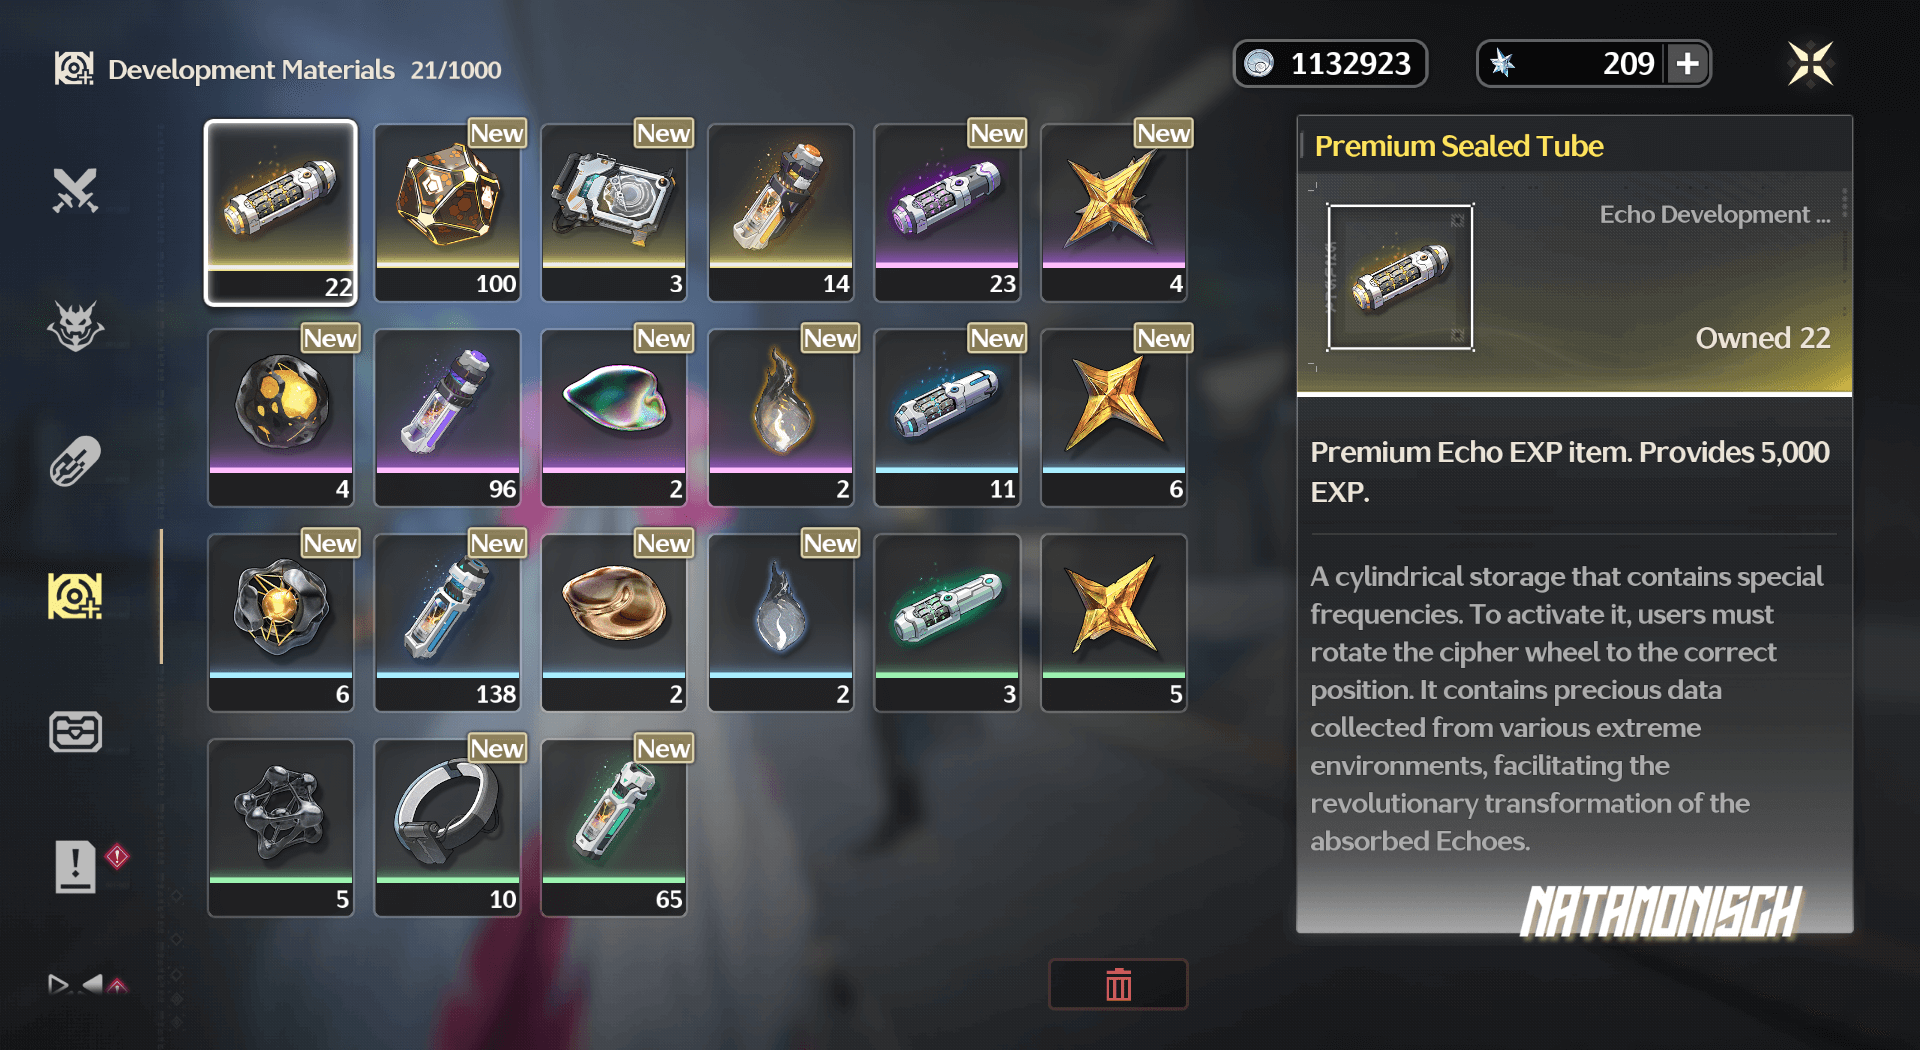 Development Materials 21/1000
1132923
209
New
New
New
New
22
100
3
14
23
4
New
New
New
New
New
4
96
2
2
11
6
New
New
New
New
6
138
2
2
3
5
New
New
5
10
65
Premium Sealed Tube
Echo Development ...
Owned 22
Premium Echo EXP item. Provides 5,000
EXP.
A cylindrical storage that contains special
frequencies. To activate it, users must
rotate the cipher wheel to the correct
position. It contains precious data
collected from various extreme
environments, facilitating the
revolutionary transformation of the
absorbed Echoes.
NATAMONISCH